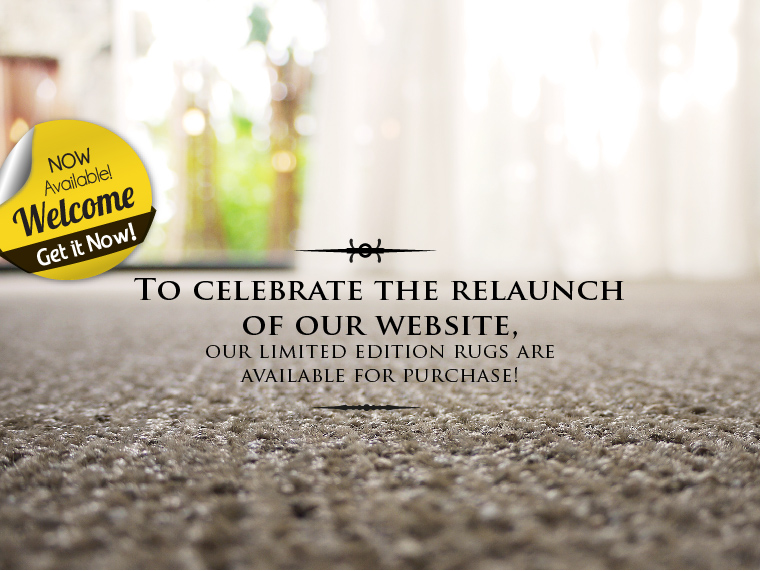 NOW
Available!
Welcome
Get it Now!
To celebrate the relaunch
of our website,
our limited edition rugs are
available for purchase!